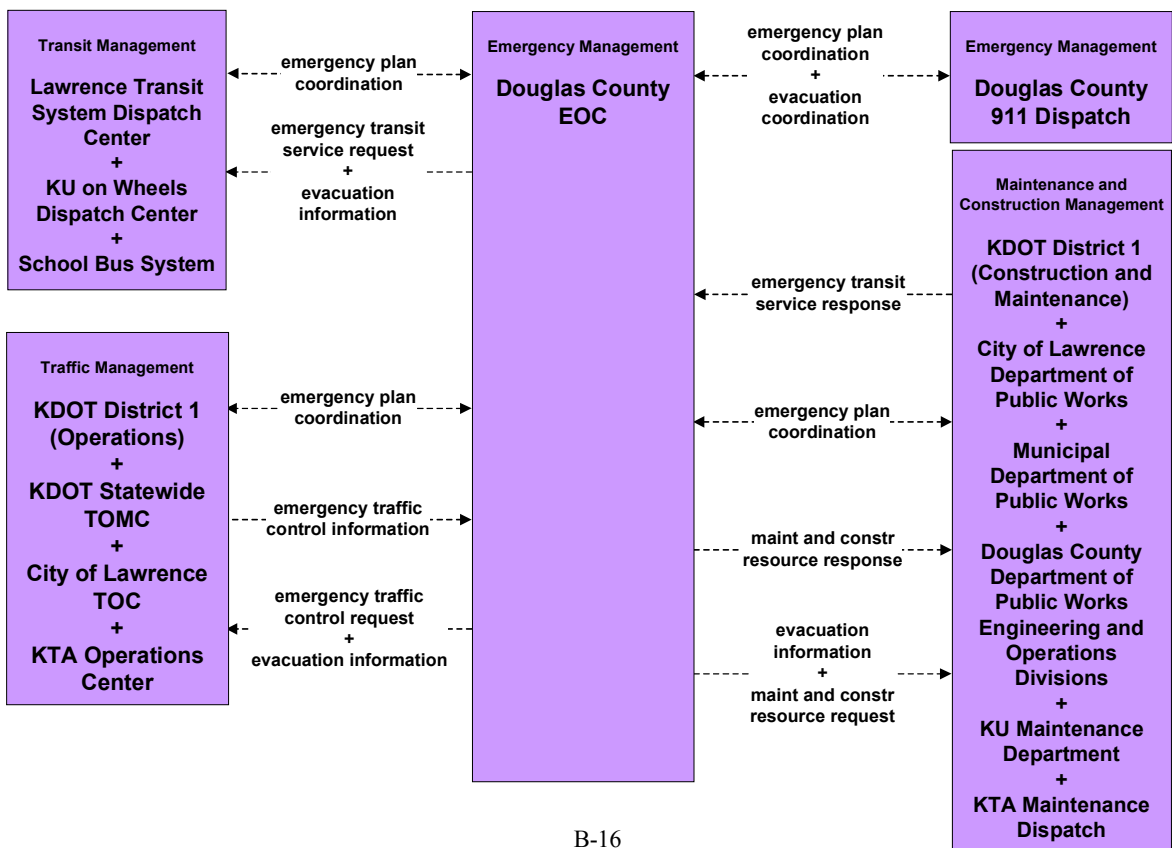 Transit Management
Lawrence Transit
System Dispatch
Center
+
KU on Wheels
Dispatch Center
+
School Bus System
emergency plan
coordination
emergency transit
service request
+
evacuation
information
Traffic Management
KDOT District 1
(Operations)
+
KDOT Statewide
TOMC
+
City of Lawrence
TOC
+
KTA Operations
Center
emergency plan
coordination
emergency traffic
control information
emergency traffic
control request
+
evacuation information
Emergency Management
Douglas County
EOC
emergency plan
coordination
+
evacuation
coordination
Emergency Management
Douglas County
911 Dispatch
emergency transit
service response
emergency plan
coordination
maint and constr
resource response
evacuation
information
+
maint and constr
resource request
Maintenance and
Construction Management
KDOT District 1
(Construction and
Maintenance)
+
City of Lawrence
Department of
Public Works
+
Municipal
Department of
Public Works
+
Douglas County
Department of
Public Works
Engineering and
Operations
Divisions
+
KU Maintenance
Department
+
KTA Maintenance
Dispatch
B-16